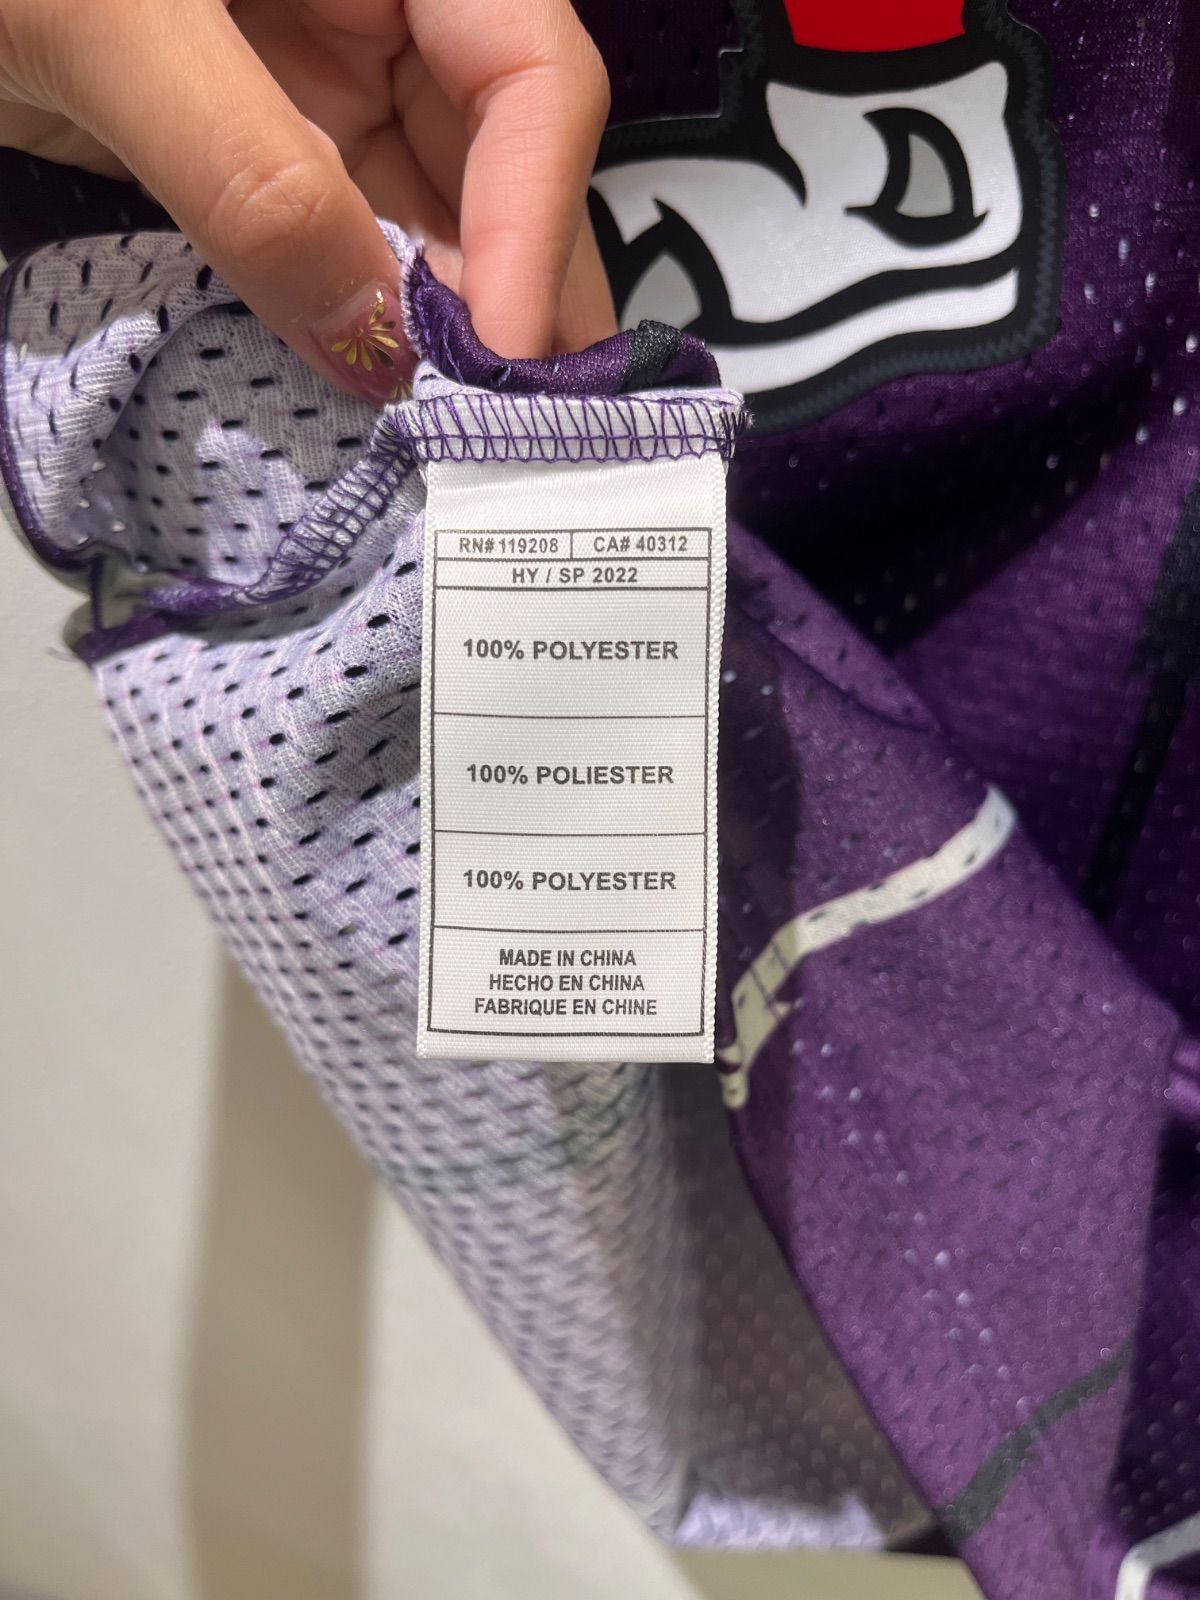 RN# 119208 CA# 40312
HY / SP 2022
100% POLYESTER
100% POLIESTER
100% POLYESTER
MADE IN CHINA
HECHO EN CHINA
FABRIQUE EN CHINE